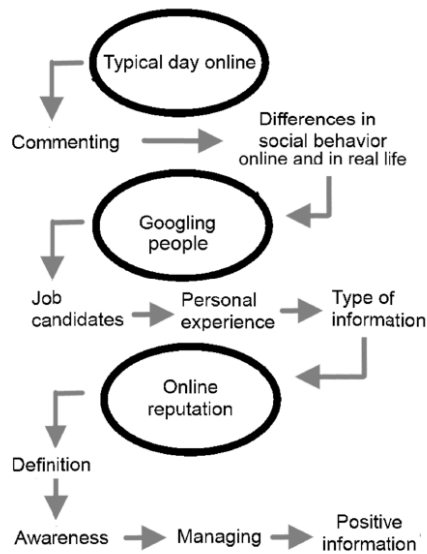 Typical day online
Commenting
Differences in
social behavior
online and in real life
Googling
people
Job
candidates
Personal
experience
Type of
information
Online
reputation
Definition
Awareness
Managing
Positive
information